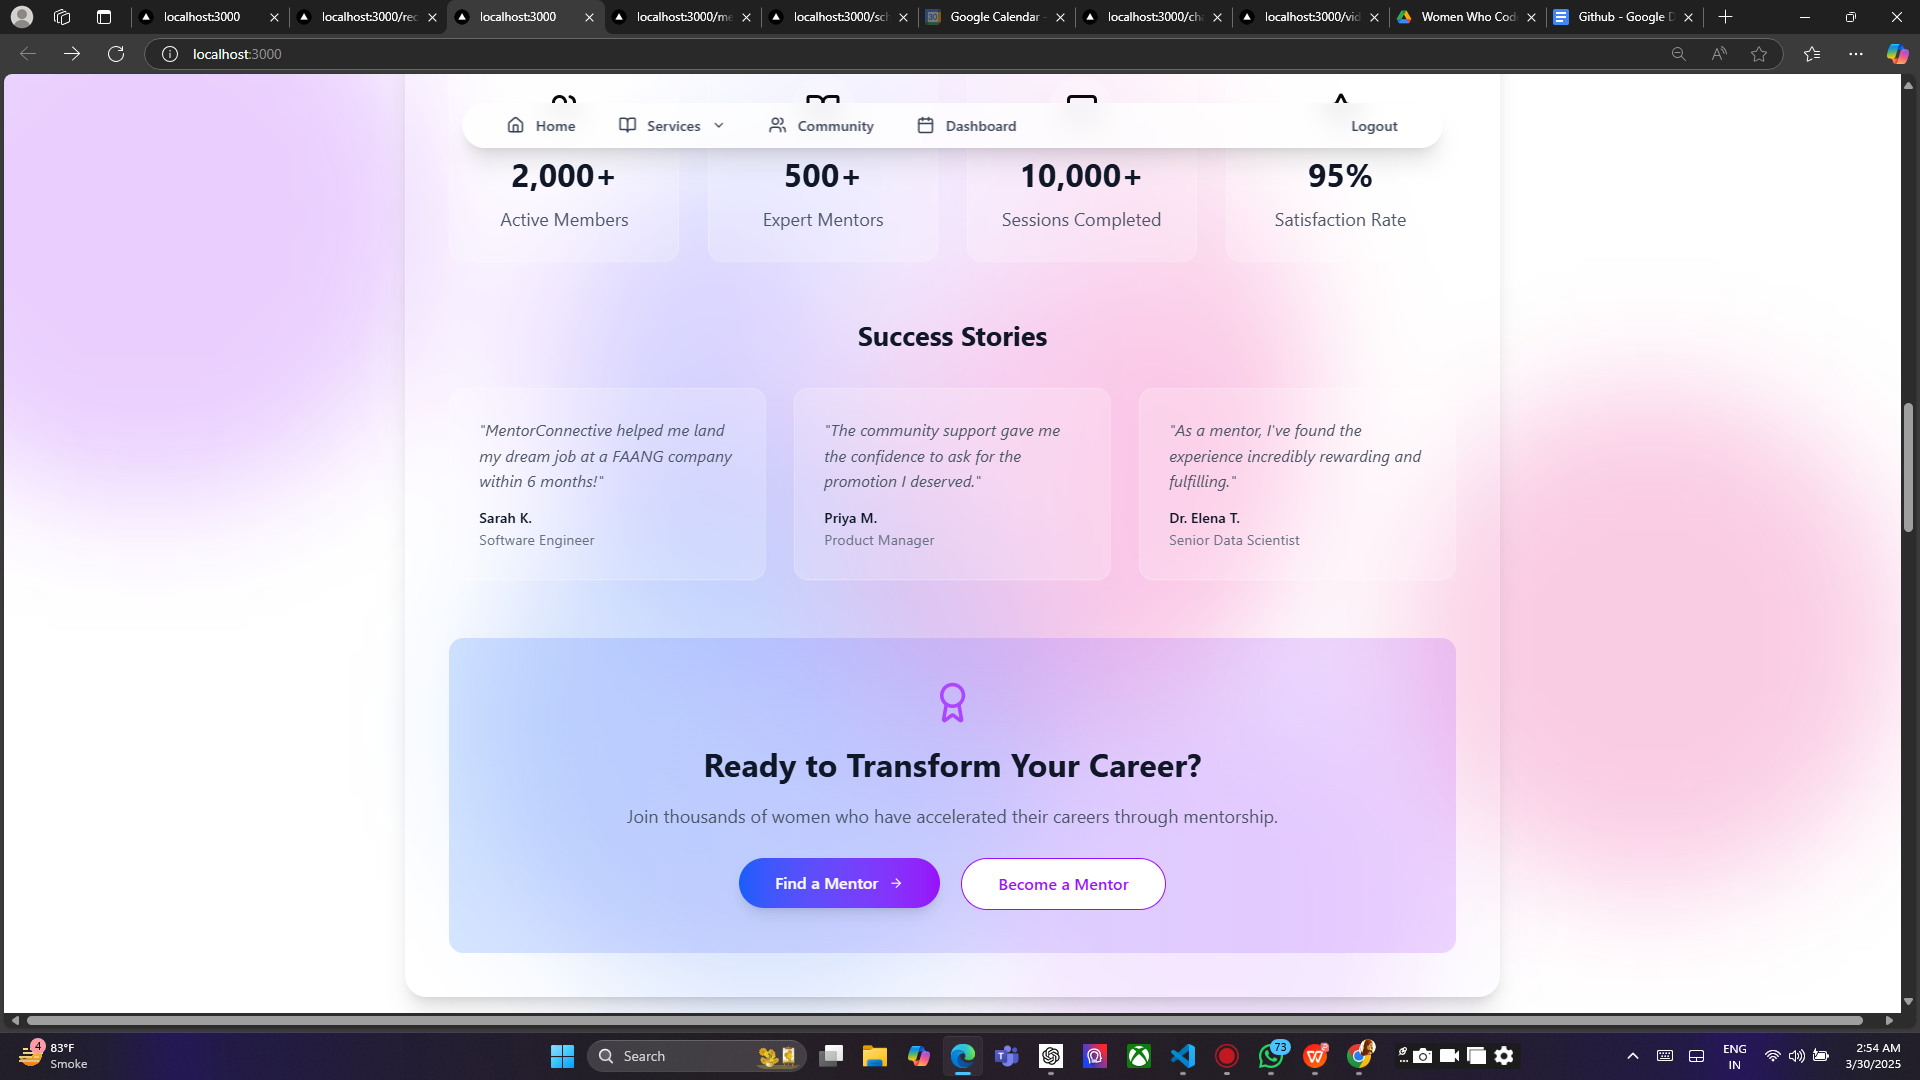 localhost:3000
localhost:3000/rec
localhost:3000
localhost:3000/me
localhost:3000/sch
Google Calendar -
localhost:3000/cha
localhost:3000/vid
Women Who Cod
Github - Google D
localhost:3000
Home
Services
Community
Dashboard
Logout
2,000+
500+
10,000+
95%
Active Members
Expert Mentors
Sessions Completed
Satisfaction Rate
Success Stories
"MentorConnective helped me land
my dream job at a FAANG company
within 6 months!"
Sarah K.
Software Engineer
"The community support gave me
the confidence to ask for the
promotion I deserved."
Priya M.
Product Manager
"As a mentor, I've found the
experience incredibly rewarding and
fulfilling."
Dr. Elena T.
Senior Data Scientist
Ready to Transform Your Career?
Join thousands of women who have accelerated their careers through mentorship.
Find a Mentor
Become a Mentor
4
83°F
Smoke
Search
73
ENG
IN
2:54 AM
3/30/2025